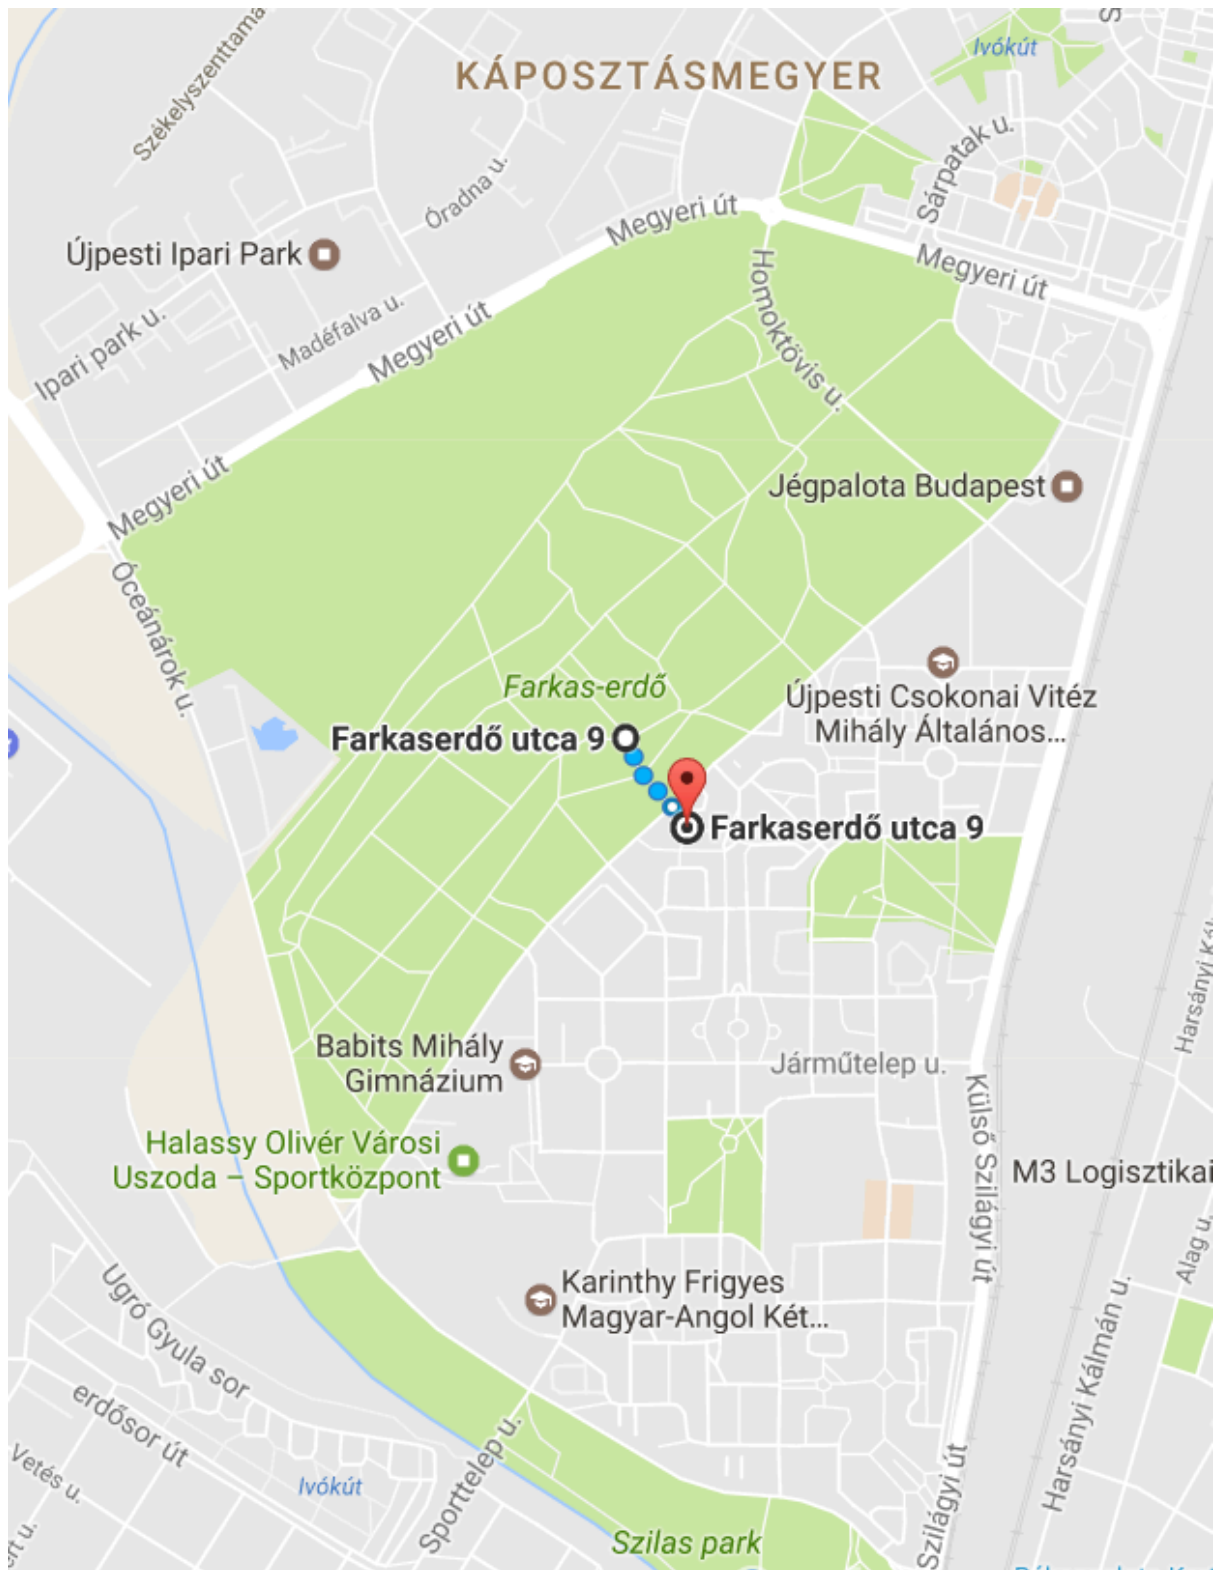 Székelyszenttamá
KÁPOSZTÁSMEGYER
Ivókút
Sárpatak u.
Óradna u.
Megyeri út
Újpesti Ipari Park
Homoktövis u.
Megyeri út
Ipari park u.
Madéfalva u.
Megyeri út
Megyeri út
Jégpalota Budapest
Óceánárok u.
Farkas-erdő
Újpesti Csokonai Vitéz
Mihály Általános...
Farkaserdő utca 9
Farkaserdő utca 9
Harsányi Kál
Babits Mihály
Gimnázium
Járműtelep u.
Külső Szilágyi út
Halassy Olivér Városi
Uszoda – Sportközpont
M3 Logisztikai
Alag u.
Ugró Gyula sor
Karinthy Frigyes
Magyar-Angol Két...
Harsányi Kálmán u.
erdősor út
Vetés u.
Ivókút
Sporttelep u.
Szilágyi út
Szilas park